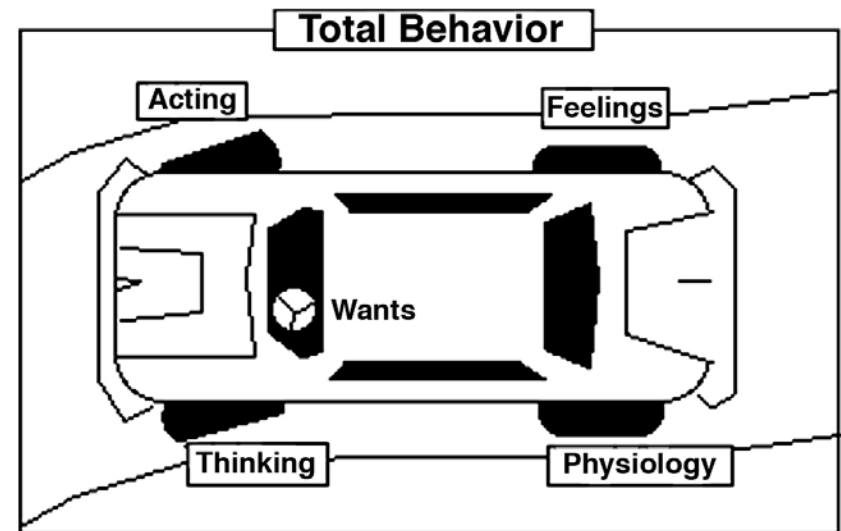 Total Behavior
Acting
Feelings
Wants
Thinking
Physiology